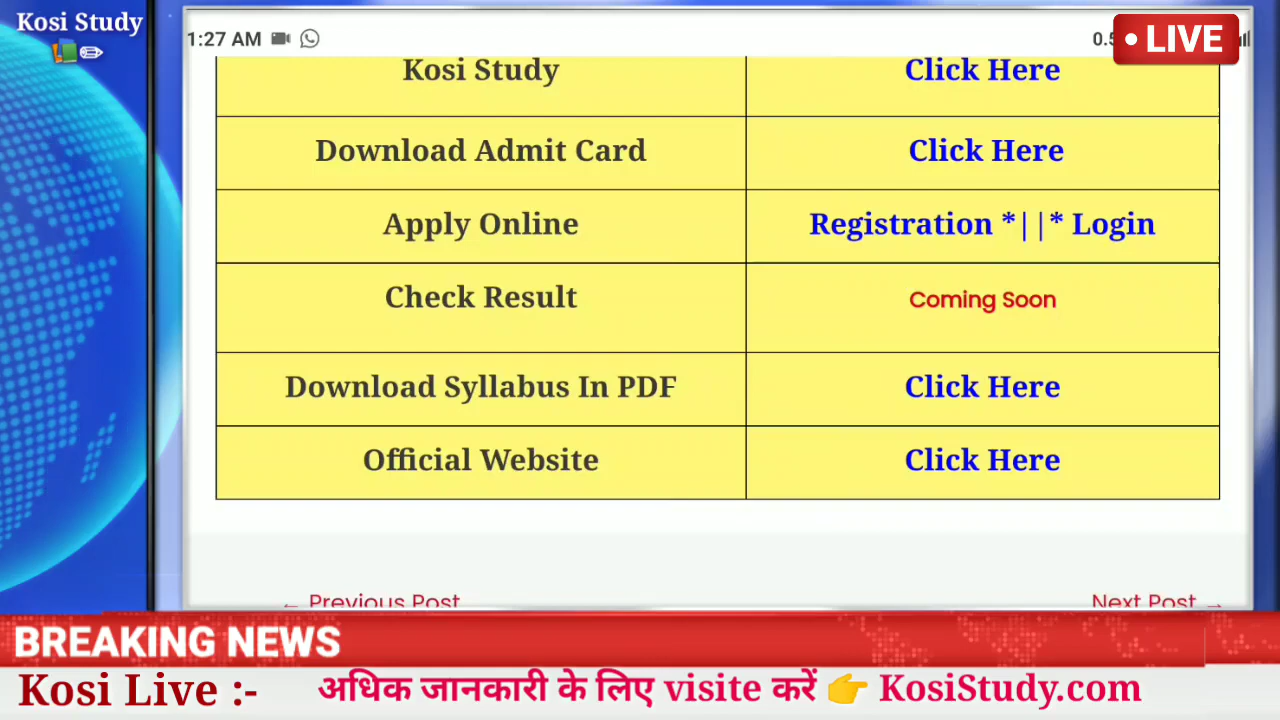 Kosi Study
📚✏
1:27 AM
0.5
• LIVE
Kosi Study Click Here
Download Admit Card Click Here
Apply Online Registration *||* Login
Check Result Coming Soon
Download Syllabus In PDF Click Here
Official Website Click Here
← Previous Post Next Post →
BREAKING NEWS
Kosi Live :- अधिक जानकारी के लिए visite करें 👉 KosiStudy.com